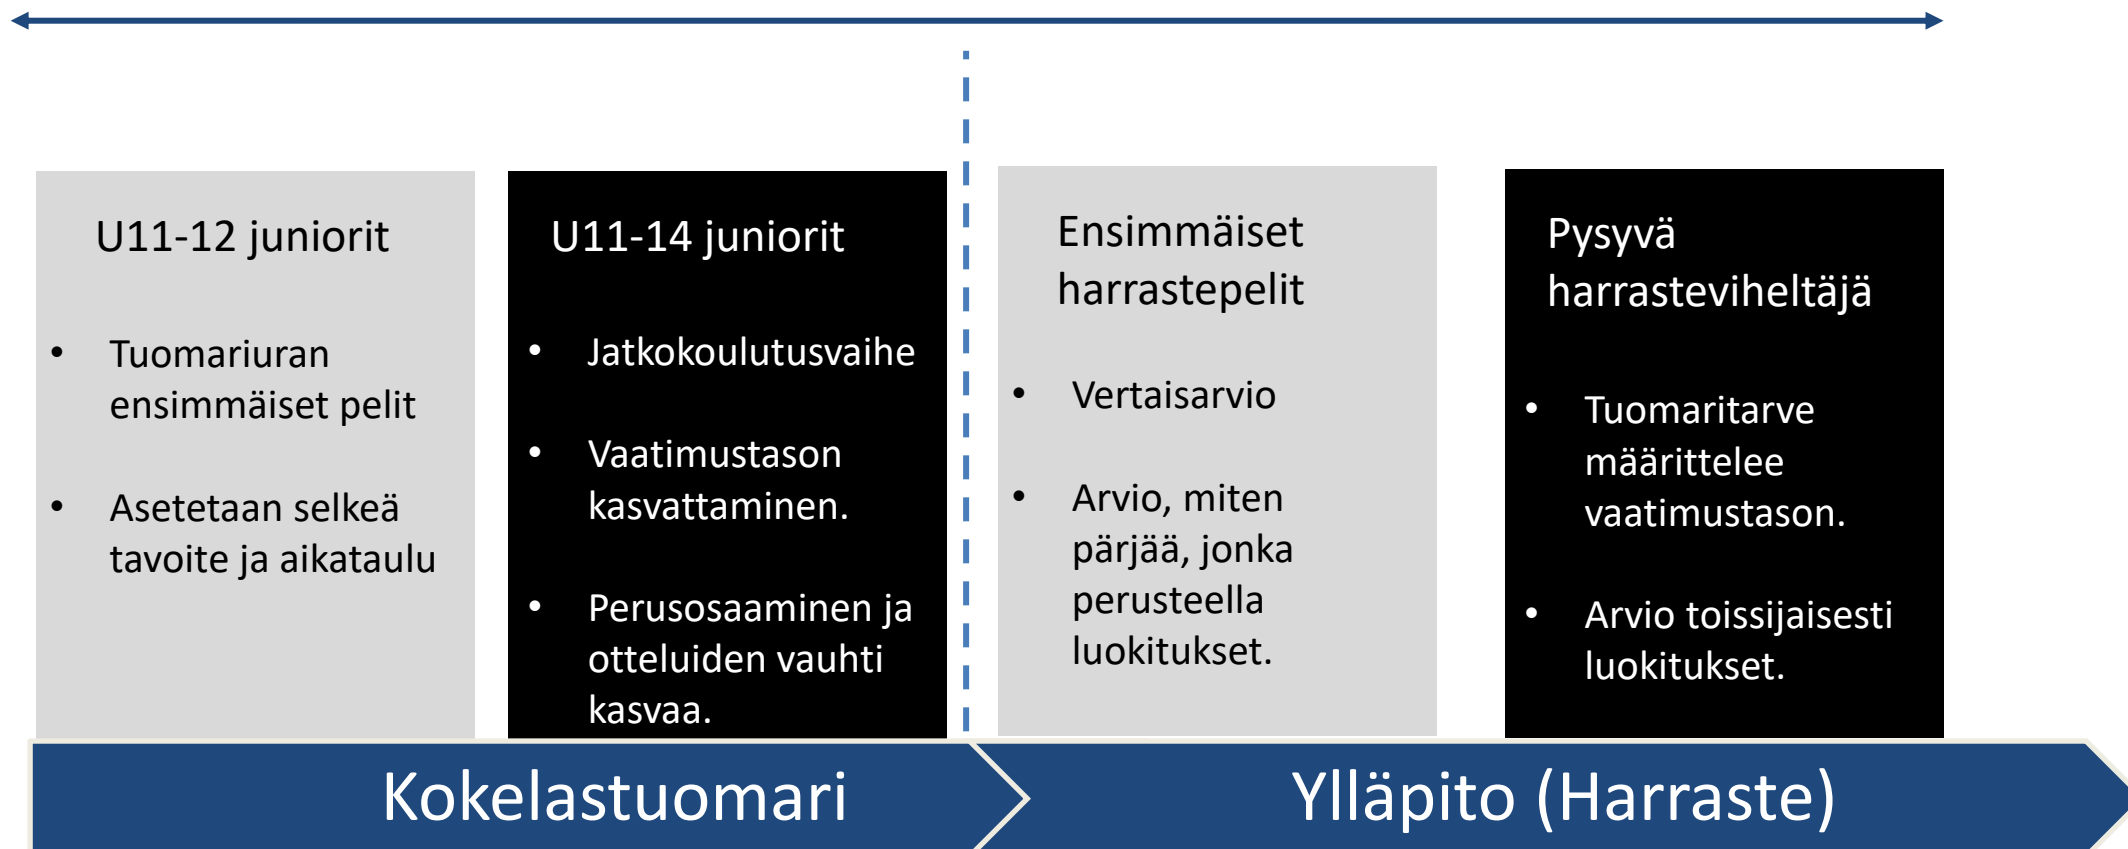 U11-12 juniorit
• Tuomariuran
ensimmäiset pelit
• Asetetaan selkeä
tavoite ja aikataulu
U11-14 juniorit
• Jatkokoulutusvaihe
• Vaatimustason
kasvattaminen.
• Perusosaaminen ja
otteluiden vauhti
kasvaa.
Ensimmäiset
harrastepelit
• Vertaisarvio
• Arvio, miten
pärjää, jonka
perusteella
luokitukset.
Pysyvä
harrasteviheltäjä
• Tuomaritarve
määrittelee
vaatimustason.
• Arvio toissijaisesti
luokitukset.
Kokelastuomari
Ylläpito (Harraste)